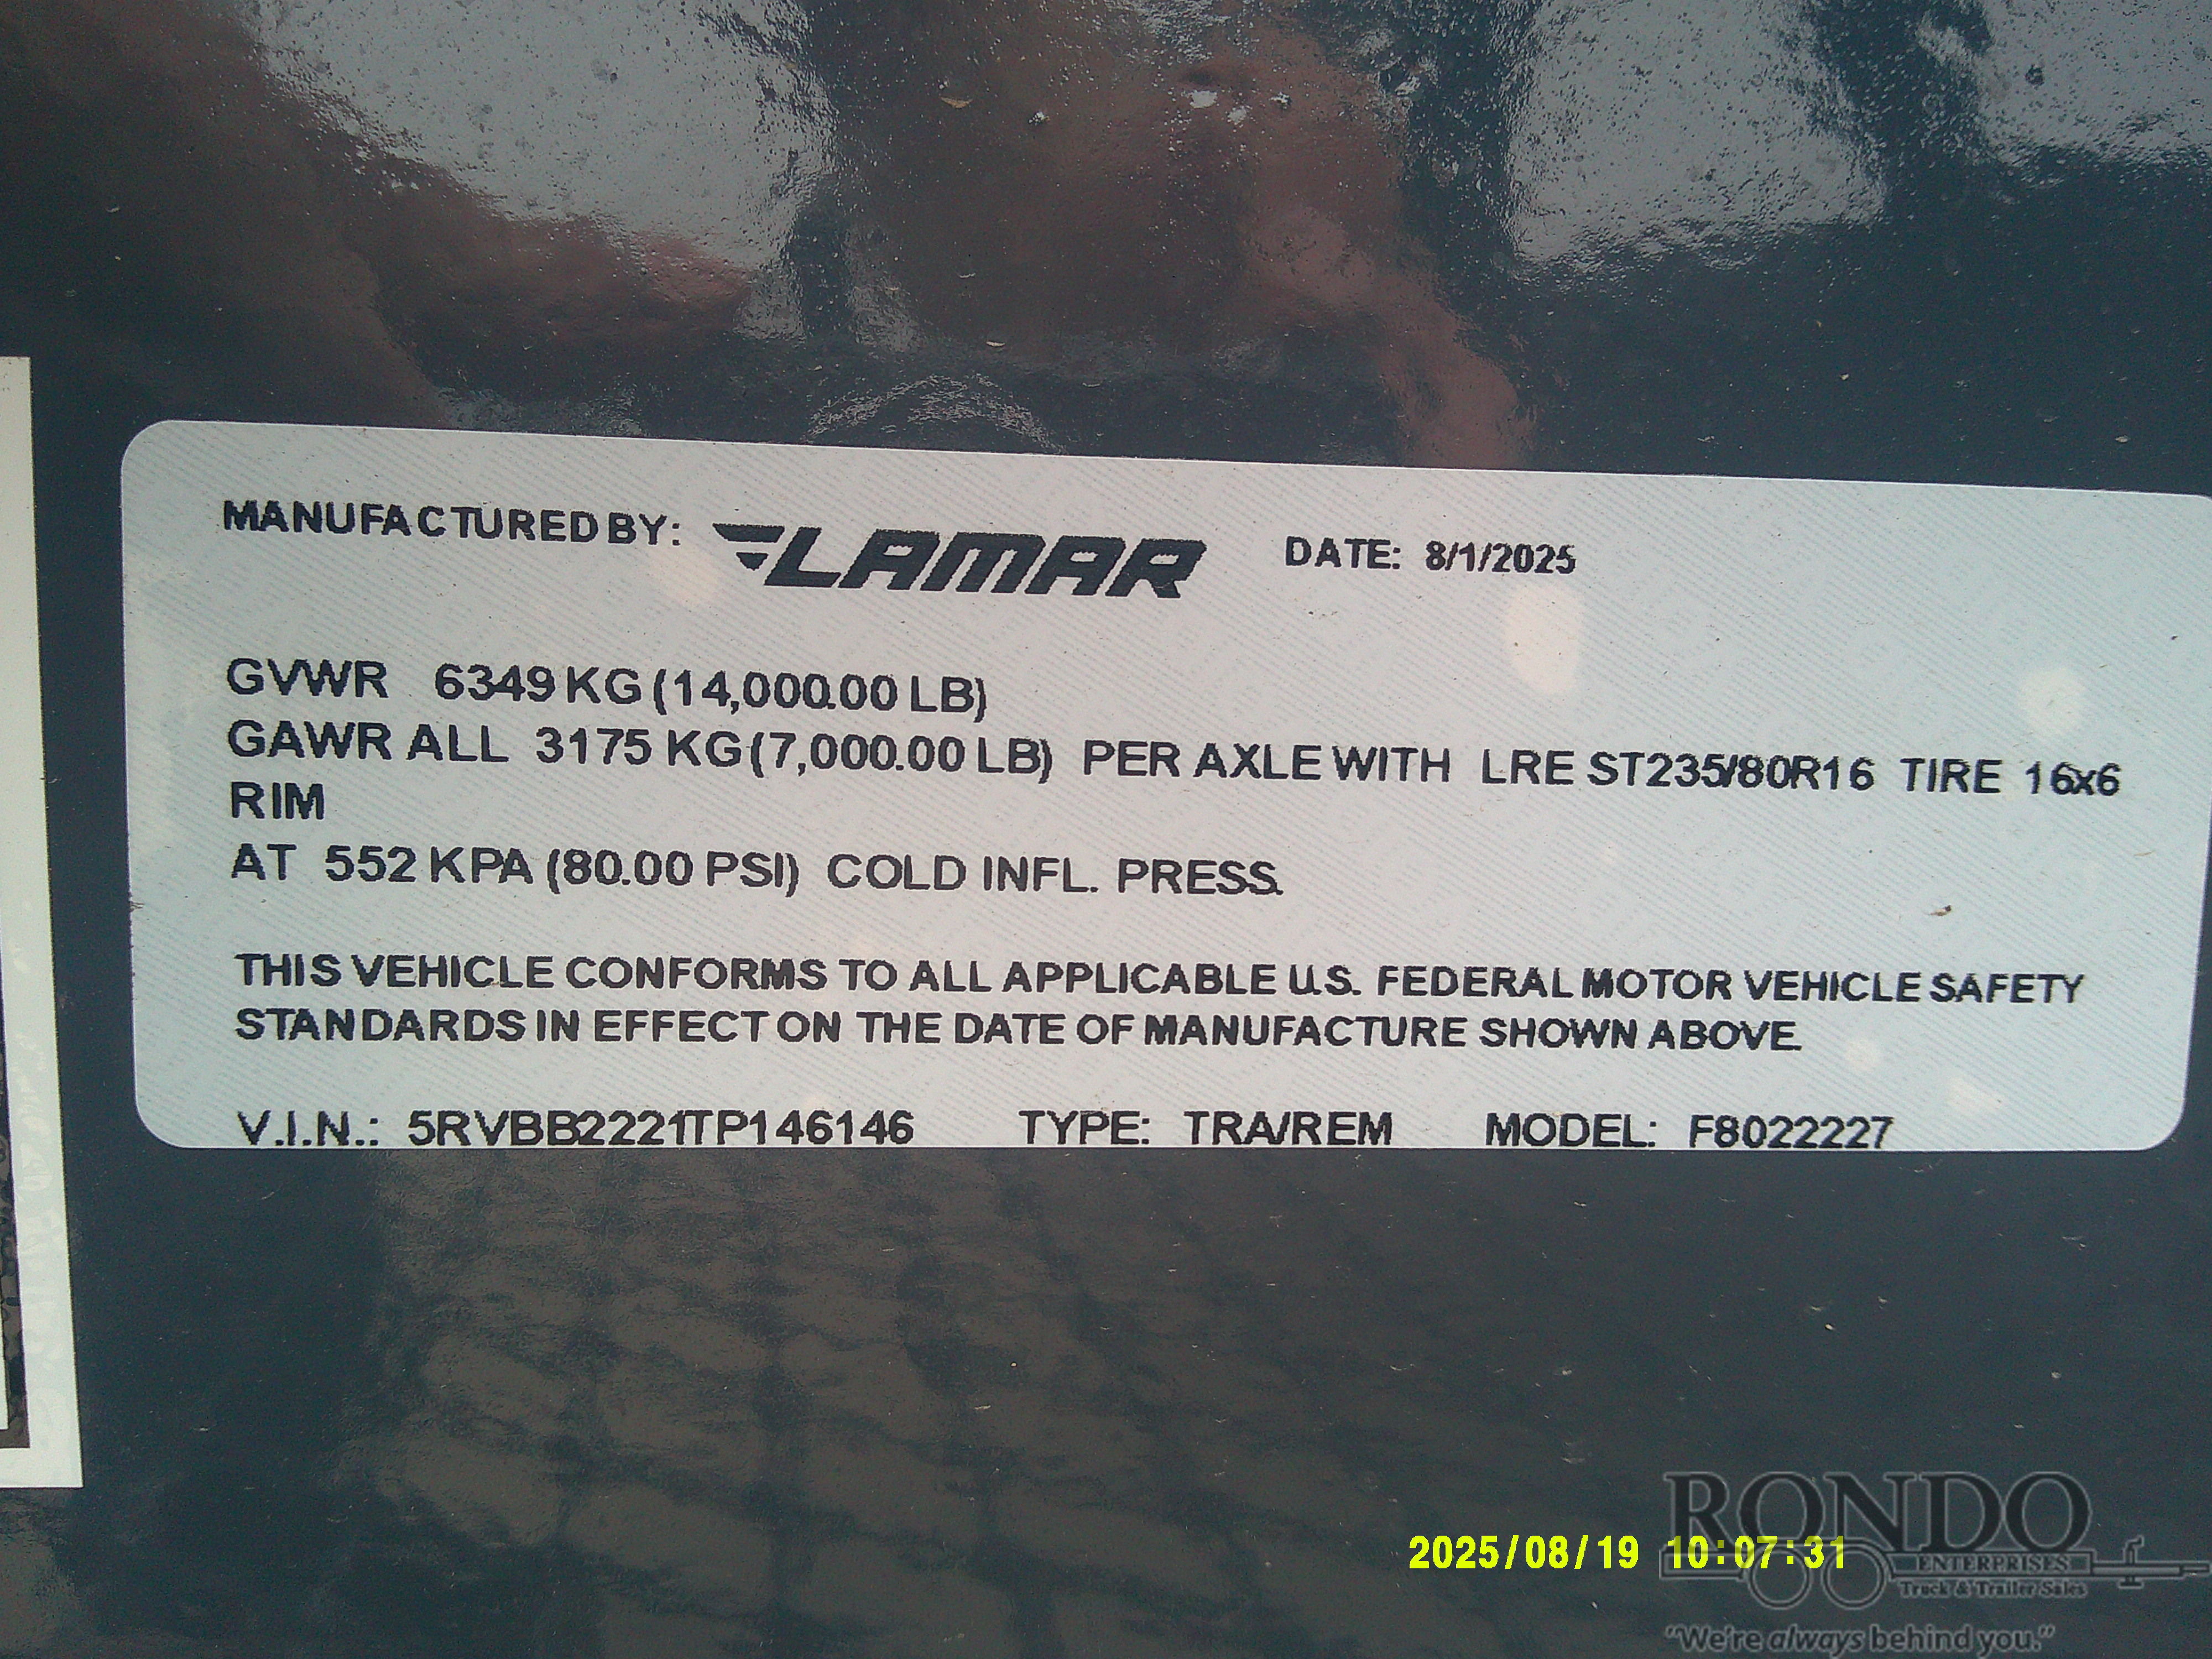 MANUFACTURED BY: LAMAR DATE: 8/1/2025
GVWR 6349 KG (14,000.00 LB)
GAWR ALL 3175 KG (7,000.00 LB) PER AXLE WITH LRE ST235/80R16 TIRE 16x6
RIM
AT 552 KPA (80.00 PSI) COLD INFL. PRESS.
THIS VEHICLE CONFORMS TO ALL APPLICABLE U.S. FEDERAL MOTOR VEHICLE SAFETY
STANDARDS IN EFFECT ON THE DATE OF MANUFACTURE SHOWN ABOVE.
V.I.N.: 5RVBB2221TP146146 TYPE: TRA/REM MODEL: F8022227
2025/08/19 10:07:31
RONDO
ENTERPRISES
Truck & Trailer Sales
"We're always behind you."